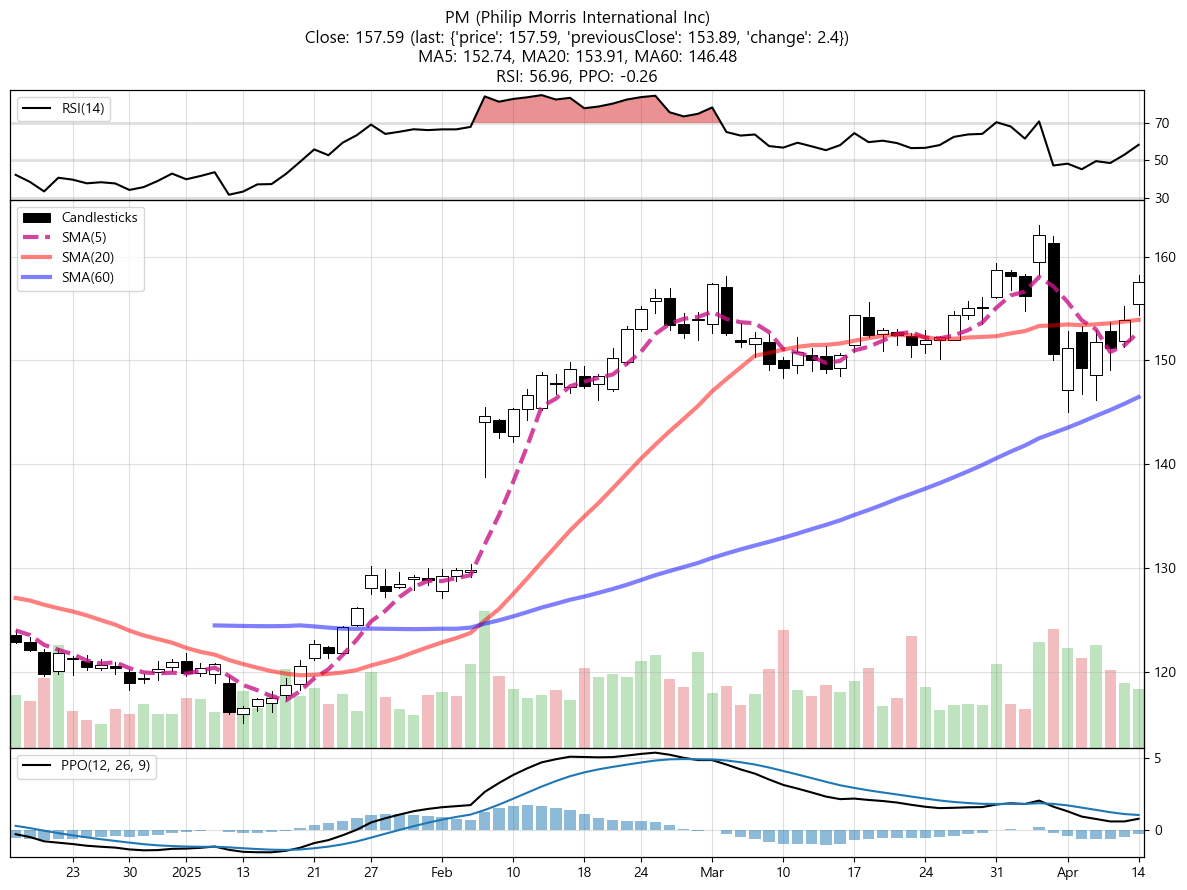 PM (Philip Morris International Inc)
Close: 157.59 (last: {'price': 157.59, 'previousClose': 153.89, 'change': 2.4})
MA5: 152.74, MA20: 153.91, MA60: 146.48
RSI: 56.96, PPO: -0.26
RSI(14)
70
50
30
Candlesticks
SMA(5)
SMA(20)
SMA(60)
160
150
140
130
120
PPO(12, 26, 9)
5
0
23 30 2025 13 21 27 Feb 10 18 24 Mar 10 17 24 31 Apr 14